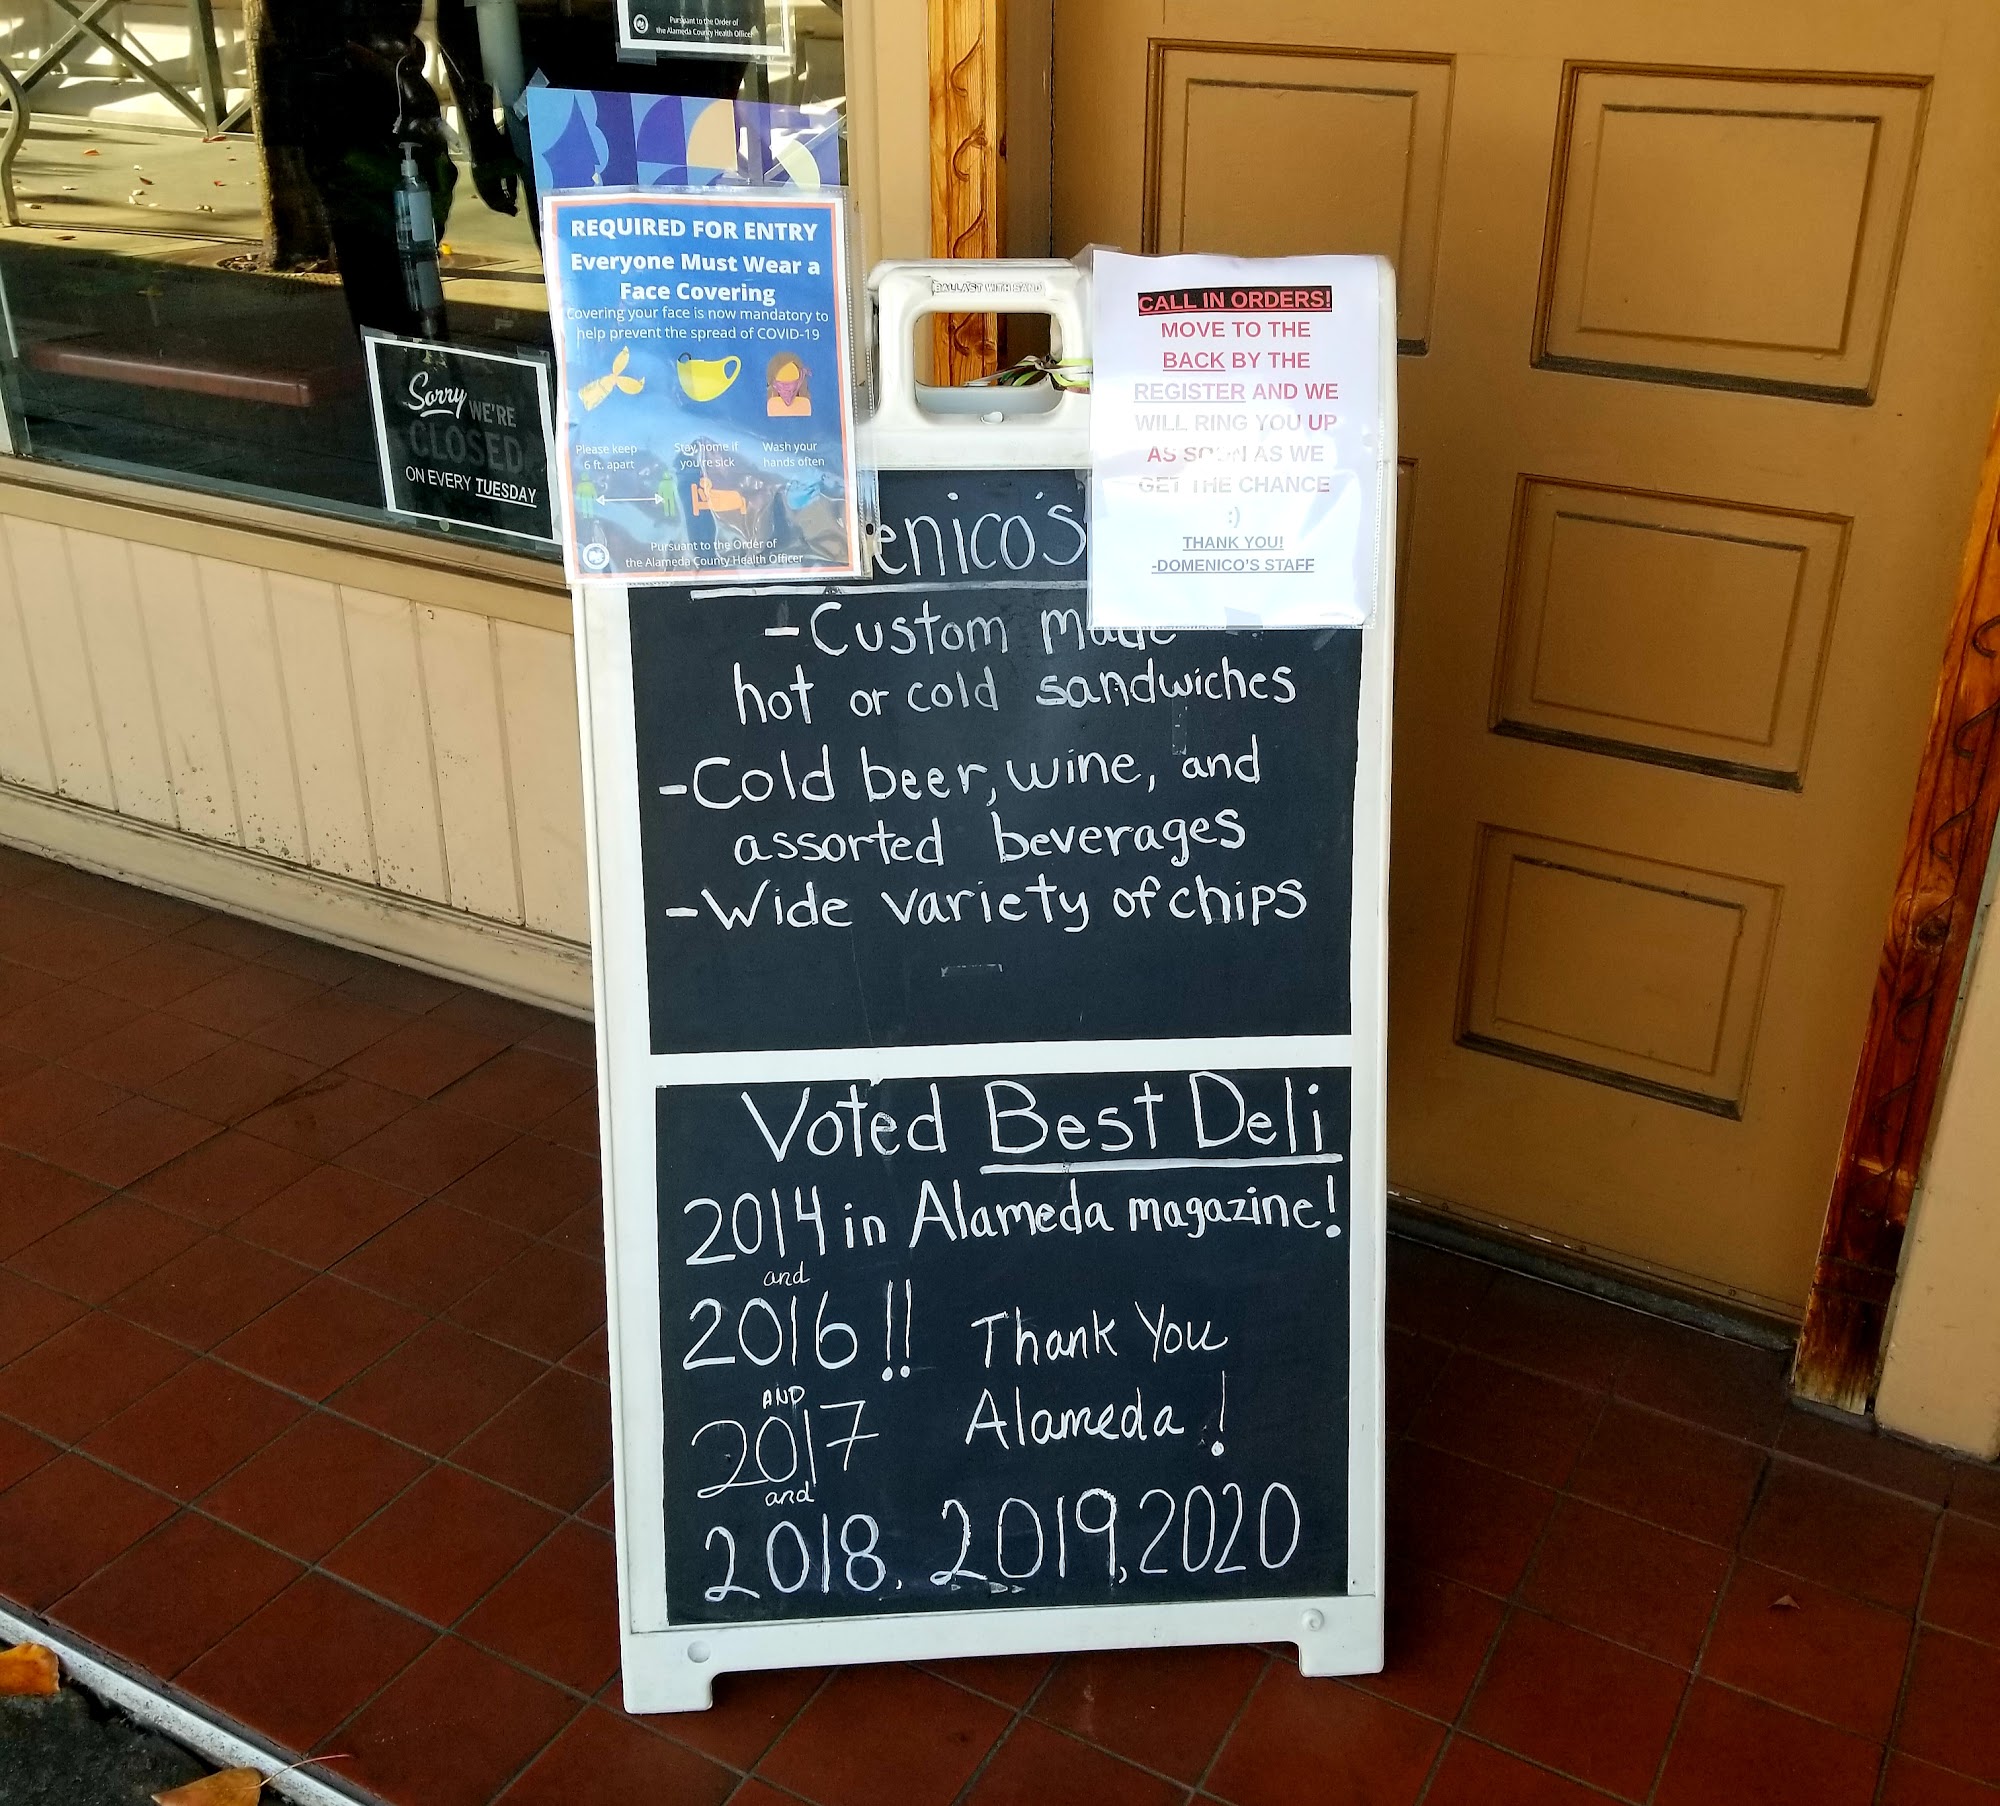 Pursuant to the Order of
the Alameda County Health Officer
REQUIRED FOR ENTRY
Everyone Must Wear a
Face Covering
Covering your face is now mandatory to
help prevent the spread of COVID-19
Please keep
6 ft. apart
Stay home if
you're sick
Wash your
hands often
Pursuant to the Order of
the Alameda County Health Officer
Sorry WE'RE
CLOSED
ON EVERY TUESDAY
BALLAST WITH SAND
CALL IN ORDERS!
MOVE TO THE
BACK BY THE
REGISTER AND WE
WILL RING YOU UP
AS SOON AS WE
GET THE CHANCE
:)
THANK YOU!
-DOMENICO'S STAFF
enico's
-Custom made
hot or cold sandwiches
-Cold beer, wine, and
assorted beverages
-Wide variety of chips
Voted Best Deli
2014 in Alameda magazine!
and
2016!!
AND
2017
and
2018, 2019, 2020
Thank You
Alameda!